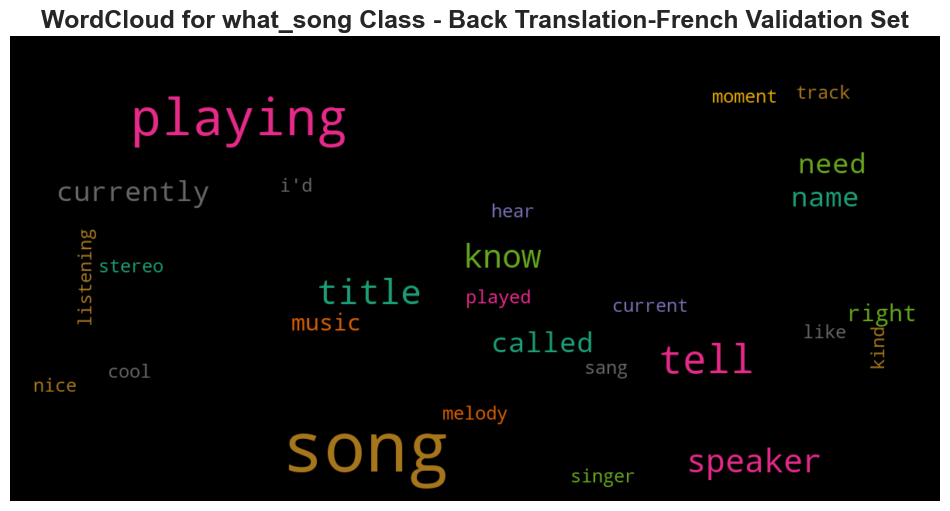 WordCloud for what_song Class - Back Translation-French Validation Set
moment
track
playing
need
currently
i'd
name
hear
listening
stereo
know
title
played
current
right
music
called
like
kind
tell
cool
sang
nice
melody
song
speaker
singer